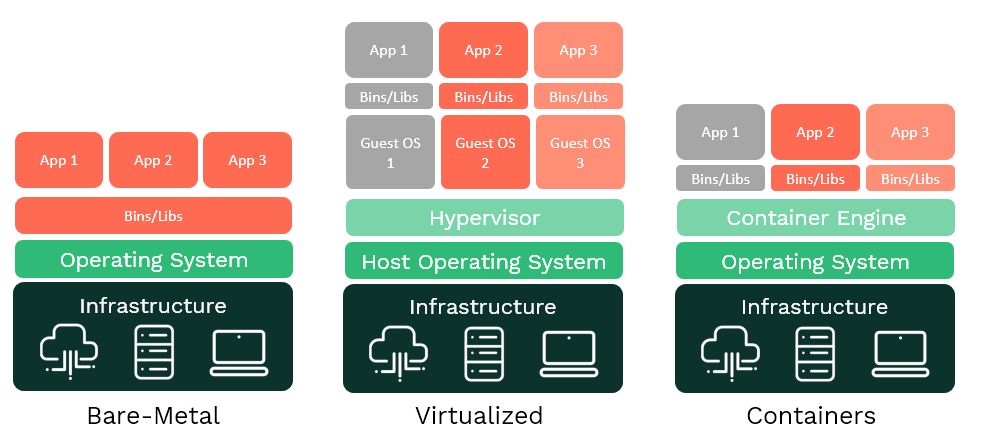 App 1
App 2
App 3
Bins/Libs
Operating System
Infrastructure
Bare-Metal
App 1
App 2
App 3
Bins/Libs
Bins/Libs
Bins/Libs
Guest OS
1
Guest OS
2
Guest OS
3
Hypervisor
Host Operating System
Infrastructure
Virtualized
App 1
App 2
App 3
Bins/Libs
Bins/Libs
Bins/Libs
Container Engine
Operating System
Infrastructure
Containers